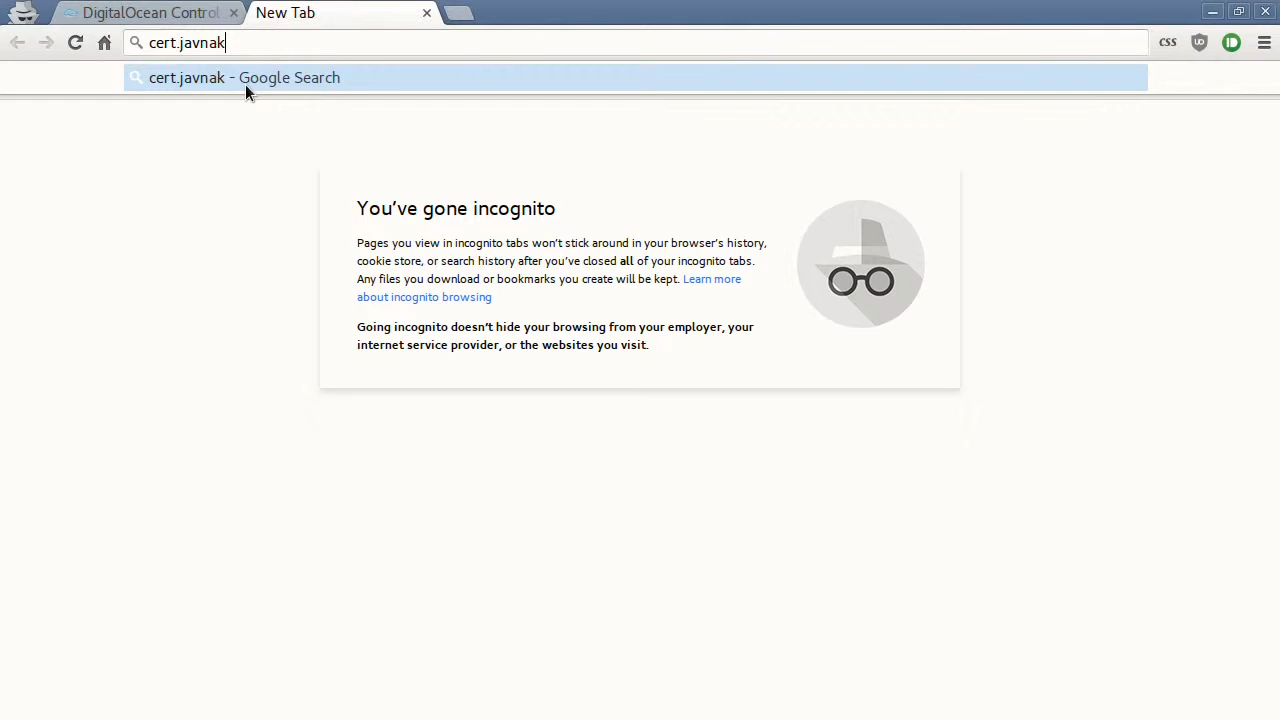 DigitalOcean Control
New Tab
cert.javnak
css
UD
cert.javnak - Google Search
You've gone incognito
Pages you view in incognito tabs won't stick around in your browser's history,
cookie store, or search history after you've closed all of your incognito tabs.
Any files you download or bookmarks you create will be kept. Learn more
about incognito browsing
Going incognito doesn't hide your browsing from your employer, your
internet service provider, or the websites you visit.